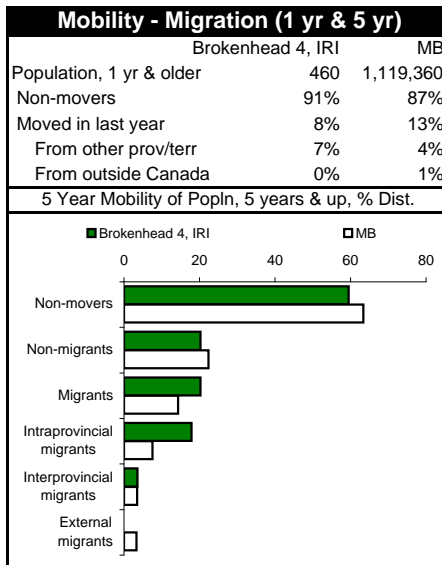 Mobility - Migration (1 yr & 5 yr)
Brokenhead 4, IRI MB
Population, 1 yr & older 460 1,119,360
Non-movers 91% 87%
Moved in last year 8% 13%
From other prov/terr 7% 4%
From outside Canada 0% 1%
5 Year Mobility of Popln, 5 years & up, % Dist.
Brokenhead 4, IRI MB
0 20 40 60 80
Non-movers
Non-migrants
Migrants
Intraprovincial
migrants
Interprovincial
migrants
External
migrants